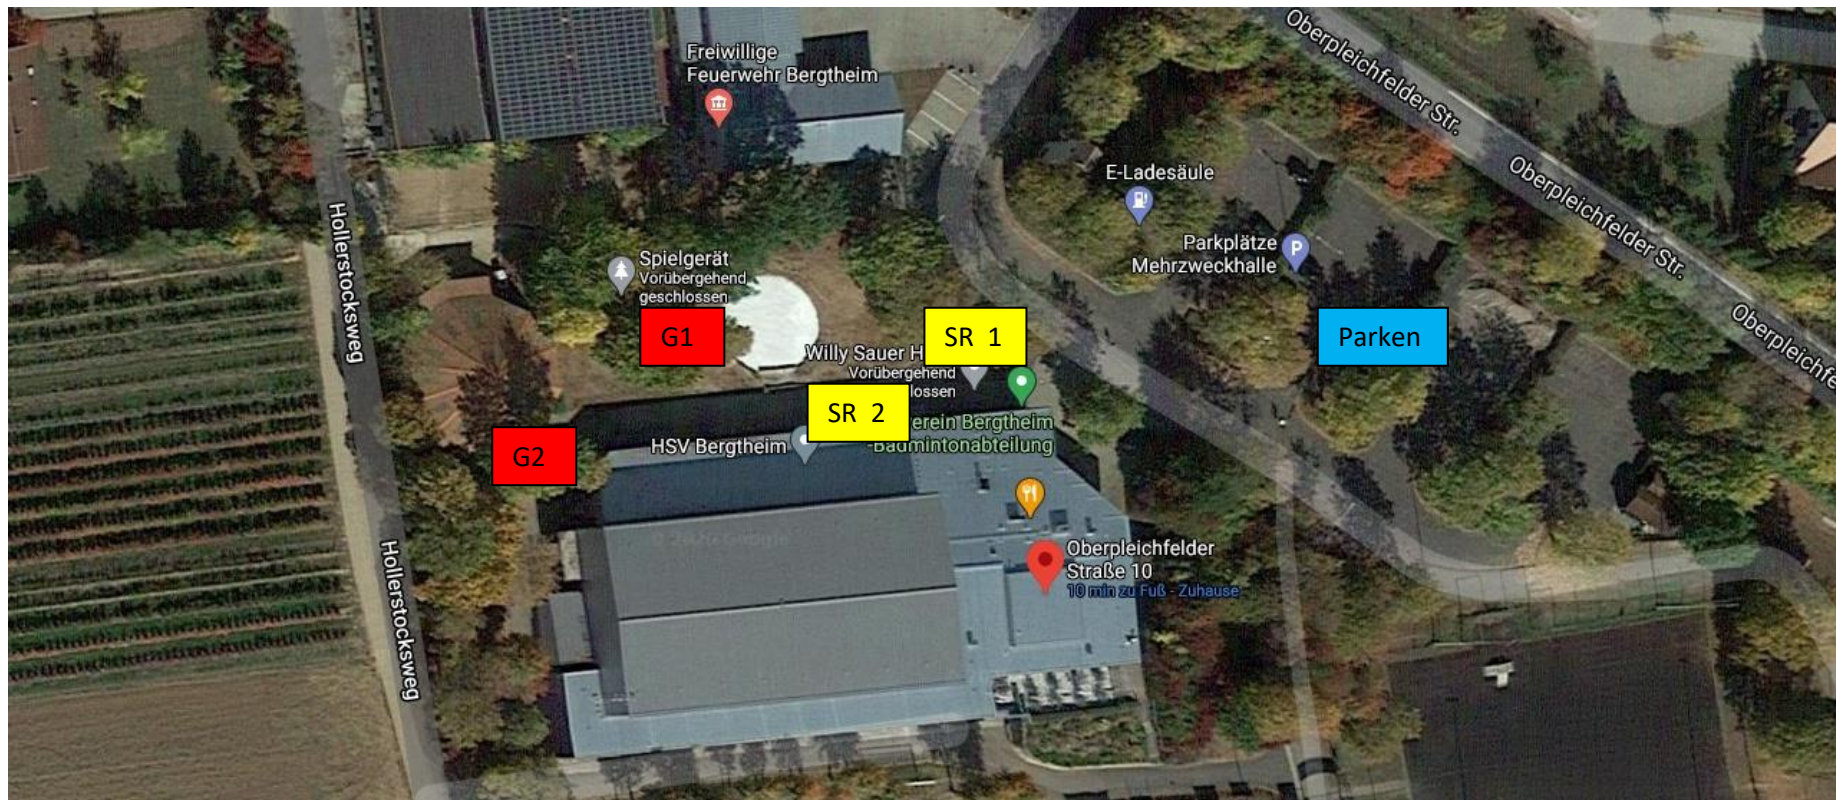 Freiwillige
Feuerwehr Bergtheim
Oberpleichfelder Str.
Oberpleichfelder Str.
Oberpleichfe
E-Ladesäule
Parkplätze
Mehrzweckhalle
P
Hollerstocksweg
Spielgerät
Vorübergehend
geschlossen
G1
SR 1
Parken
Willy Sauer H
Vorübergehend
lossen
SR 2
verein Bergtheim
-Badmintonabteilung
HSV Bergtheim
G2
Oberpleichfelder
Straße 10
10 min zu Fuß - Zuhause
Hollerstocksweg